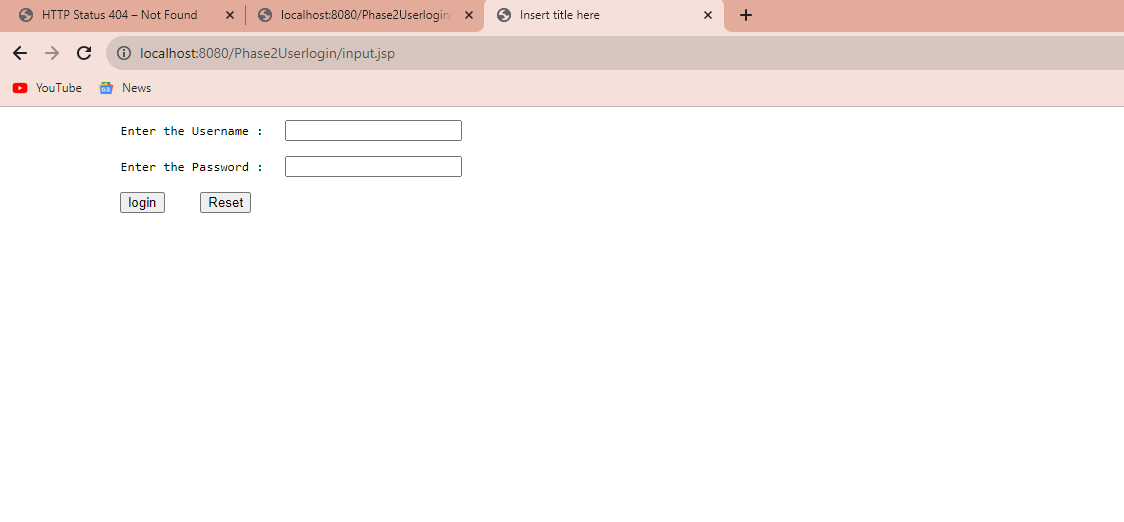 HTTP Status 404 – Not Found
localhost:8080/Phase2Userlogin/
Insert title here
localhost:8080/Phase2Userlogin/input.jsp
YouTube
News
Enter the Username :
Enter the Password :
login Reset